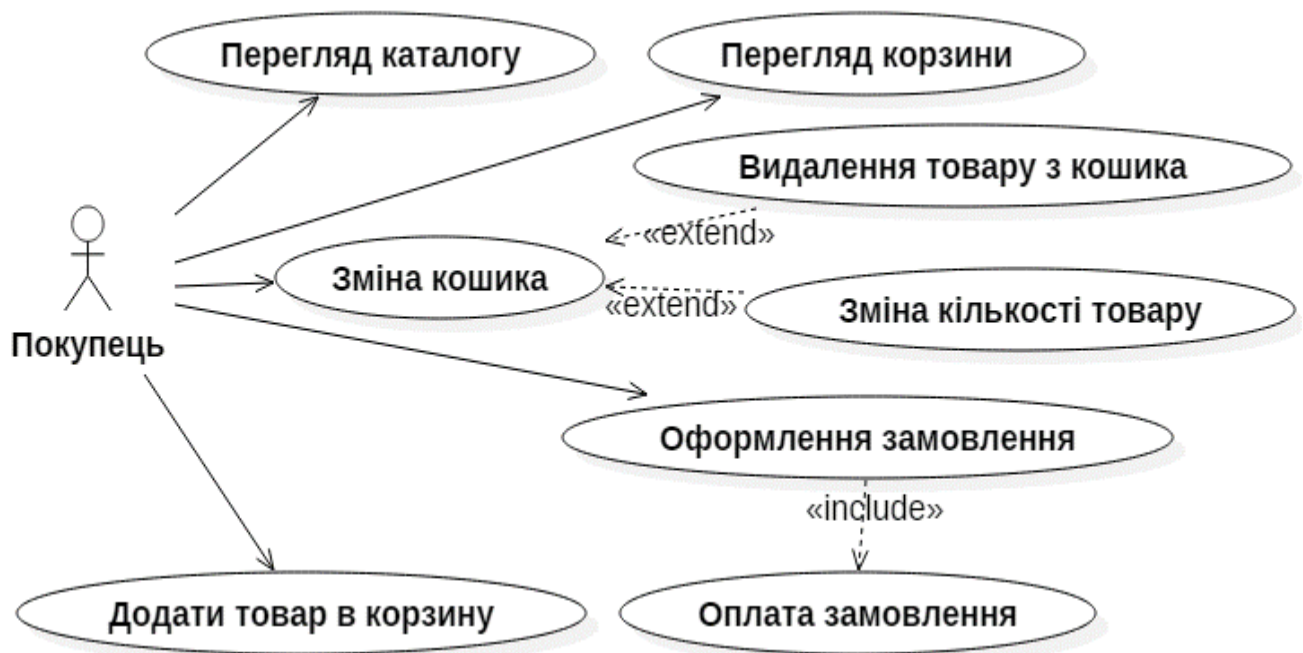 Перегляд каталогу
Перегляд корзини
Видалення товару з кошика
«extend»
Зміна кошика
«extend»
Зміна кількості товару
Покупець
Оформлення замовлення
«include»
Додати товар в корзину
Оплата замовлення